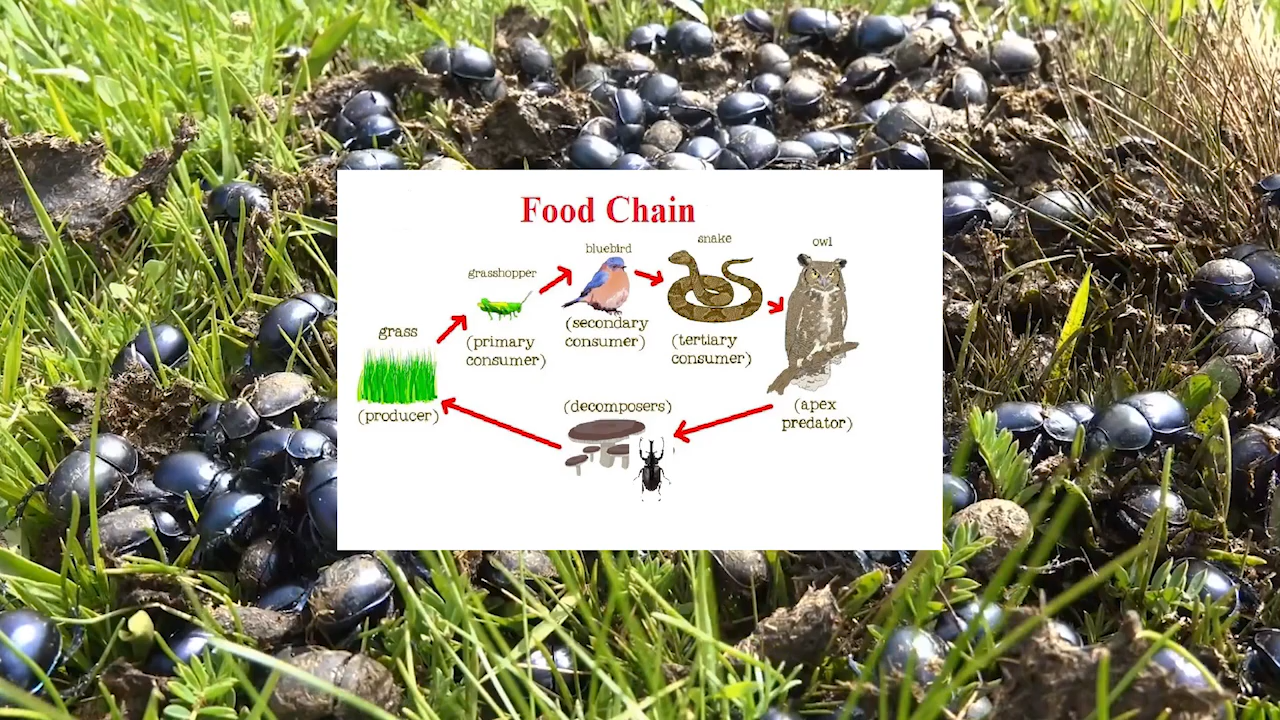 Food Chain
grass
(producer)
grasshopper
(primary
consumer)
bluebird
(secondary
consumer)
snake
(tertiary
consumer)
owl
(apex
predator)
(decomposers)